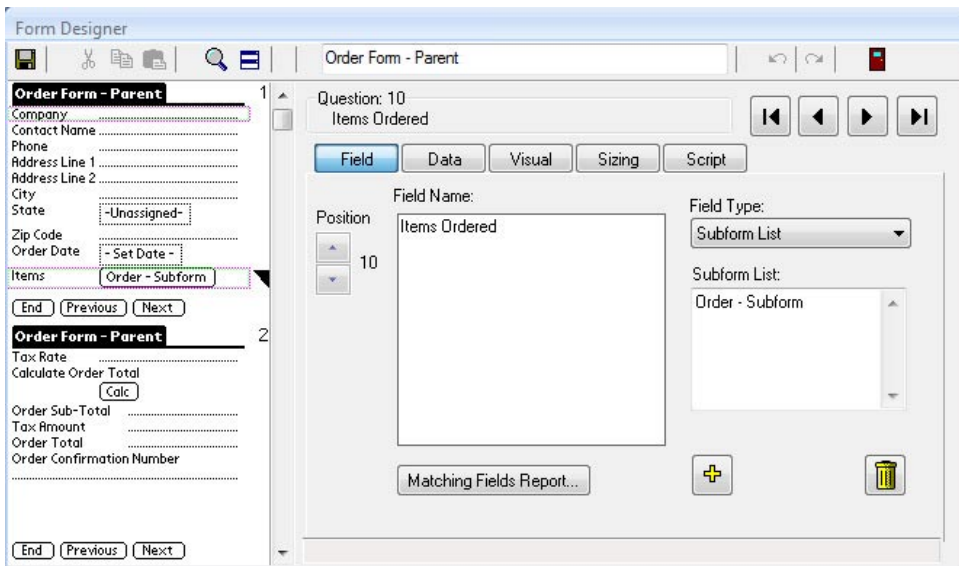 Form Designer
Order Form - Parent
Order Form - Parent 1
Company
Contact Name
Phone
Address Line 1
Address Line 2
City
State -Unassigned-
Zip Code
Order Date - Set Date -
Items Order - Subform
End Previous Next
Order Form - Parent 2
Tax Rate
Calculate Order Total
Calc
Order Sub-Total
Tax Amount
Order Total
Order Confirmation Number
End Previous Next
Question: 10
Items Ordered
Field Data Visual Sizing Script
Position
10
Field Name:
Items Ordered
Field Type:
Subform List
Subform List:
Order - Subform
Matching Fields Report...